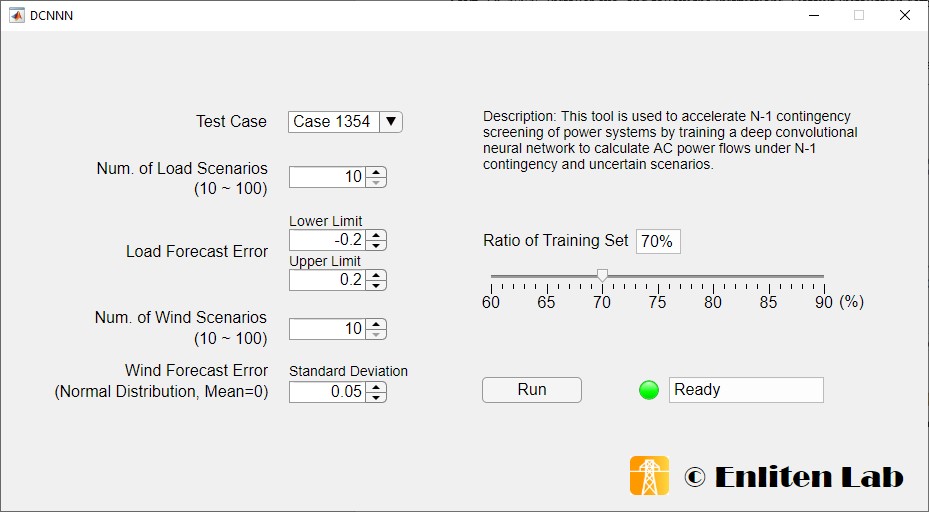 DCNNN
Test Case
Case 1354
Description: This tool is used to accelerate N-1 contingency
screening of power systems by training a deep convolutional
neural network to calculate AC power flows under N-1
contingency and uncertain scenarios.
Num. of Load Scenarios
(10 ~ 100)
10
Load Forecast Error
Lower Limit
-0.2
Upper Limit
0.2
Ratio of Training Set 70%
60 65 70 75 80 85 90 (%)
Num. of Wind Scenarios
(10 ~ 100)
10
Wind Forecast Error
(Normal Distribution, Mean=0)
Standard Deviation
0.05
Run
Ready
© Enliten Lab